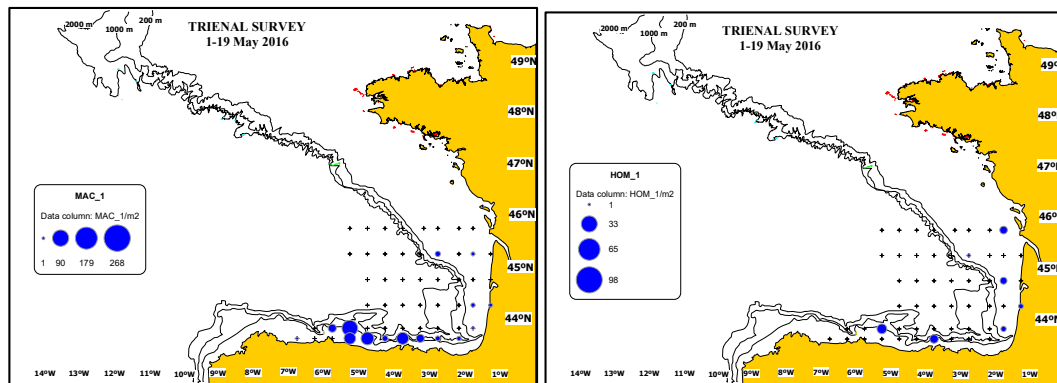 2000 m
1000 m
200 m
TRIENAL SURVEY
1-19 May 2016
49ºN
48ºN
47ºN
46ºN
45ºN
44ºN
MAC_1
Data column: MAC_1/m2
1 90 179 268
14ºW 13ºW 12ºW 11ºW 10ºW 9ºW 8ºW 7ºW 6ºW 5ºW 4ºW 3ºW 2ºW 1ºW
2000 m
1000 m
200 m
TRIENAL SURVEY
1-19 May 2016
49ºN
48ºN
47ºN
46ºN
45ºN
44ºN
HOM_1
Data column: HOM_1/m2
1
33
65
98
14ºW 13ºW 12ºW 11ºW 10ºW 9ºW 8ºW 7ºW 6ºW 5ºW 4ºW 3ºW 2ºW 1ºW